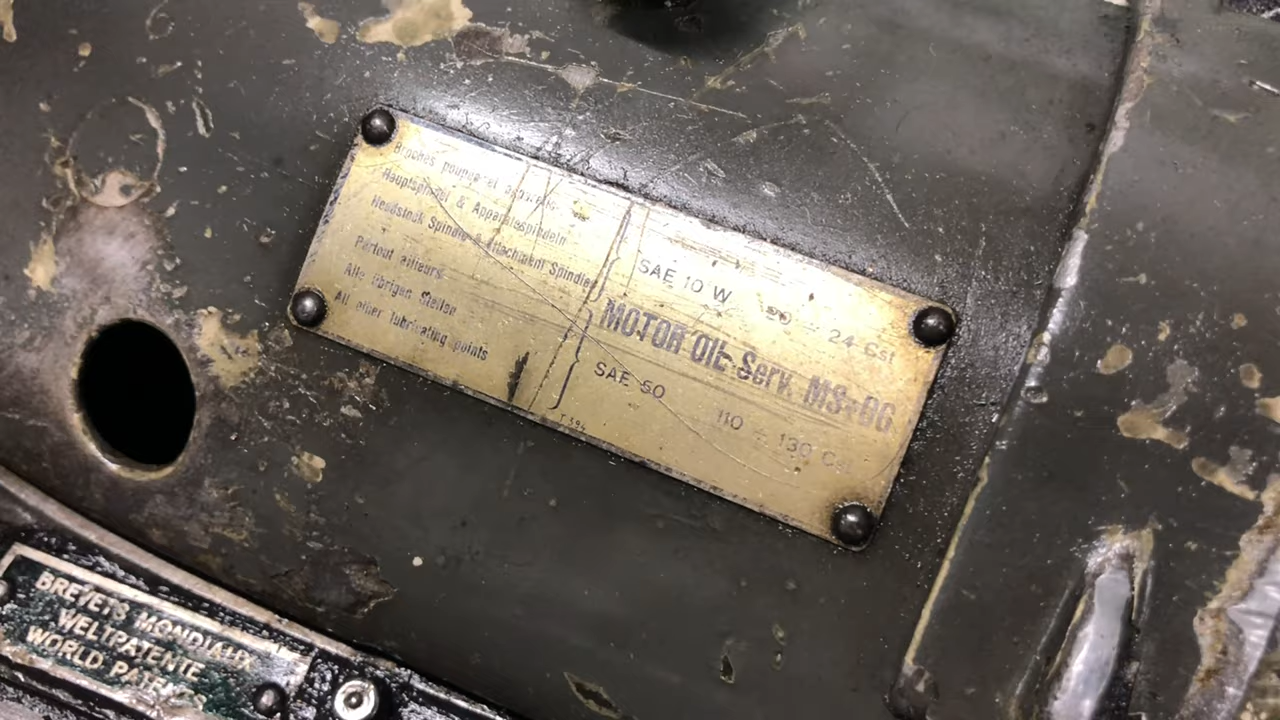 Broches poupée et appareils
Hauptspindel & Apparatespindeln
Headstock Spindle & Attachment Spindles
SAE 10 W 20 - 24 Cst
Partout ailleurs
Alle übrigen Stellen
All other lubricating points
MOTOR OIL Serv. MS-DG
SAE 50 110 - 130 Cst
T 594
BREVETS MONDIAUX
WELTPATENTE
WORLD PATENTS